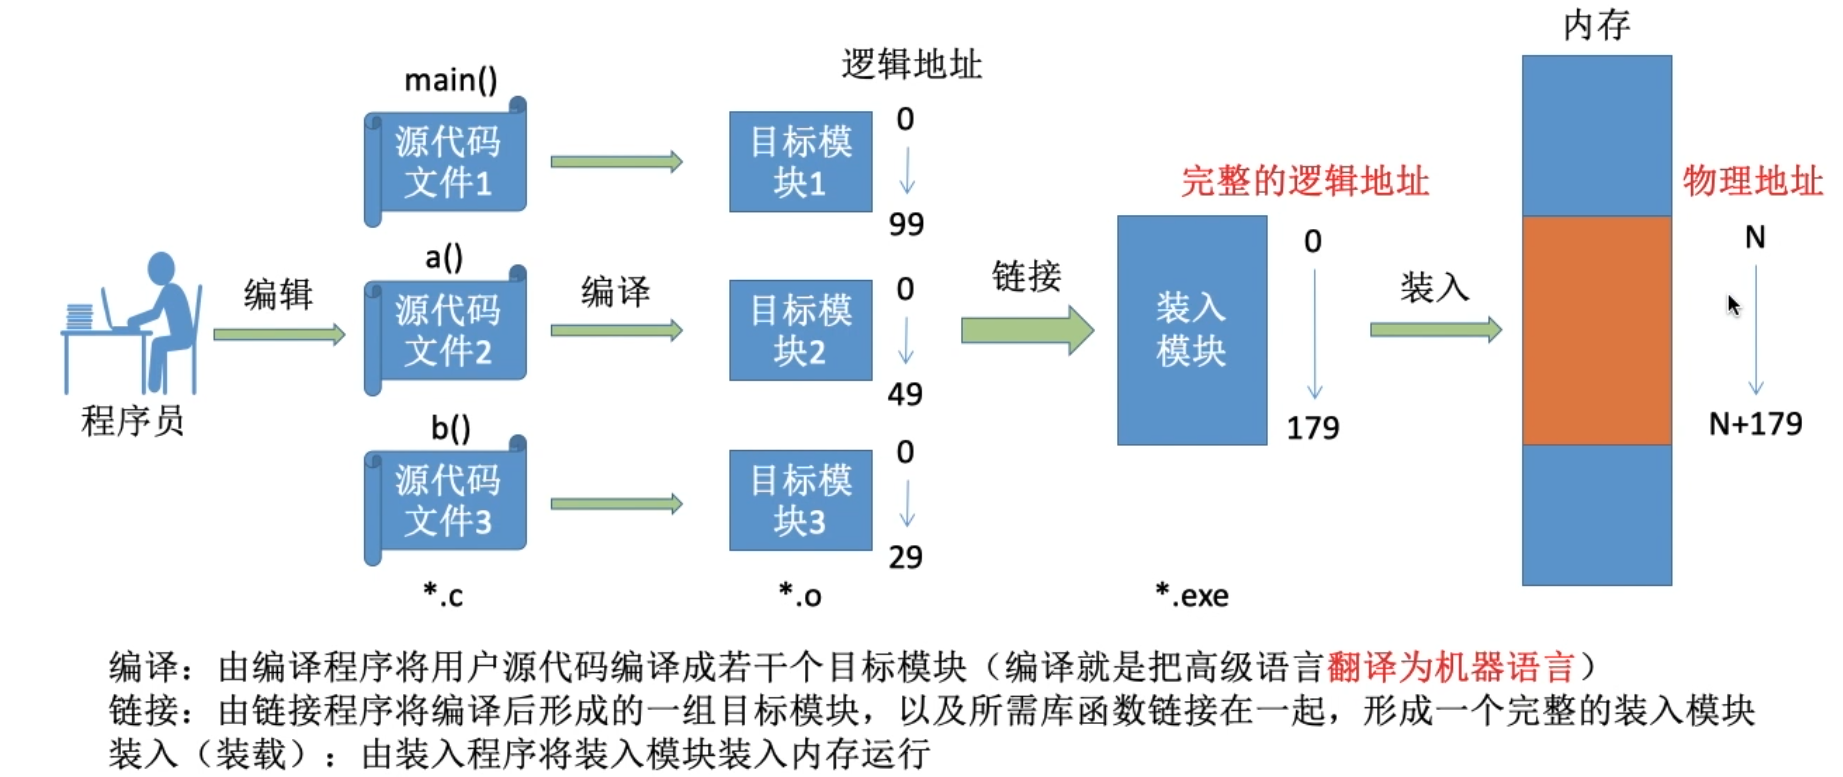 内存
逻辑地址
main()
源代码
文件1
目标模
块1
0
99
完整的逻辑地址
物理地址
程序员
编辑
a()
源代码
文件2
编译
目标模
块2
0
49
链接
装入
模块
0
179
装入
N
N+179
b()
源代码
文件3
目标模
块3
0
29
*.c
*.o
*.exe
编译：由编译程序将用户源代码编译成若干个目标模块（编译就是把高级语言翻译为机器语言）
链接：由链接程序将编译后形成的一组目标模块，以及所需库函数链接在一起，形成一个完整的装入模块
装入（装载）：由装入程序将装入模块装入内存运行